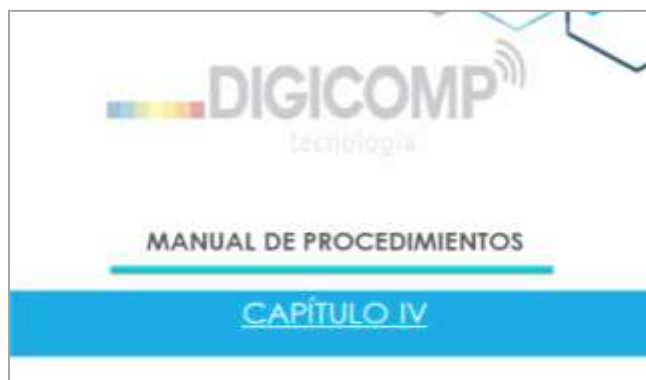 DIGICOMP
tecnología
MANUAL DE PROCEDIMIENTOS
CAPÍTULO IV